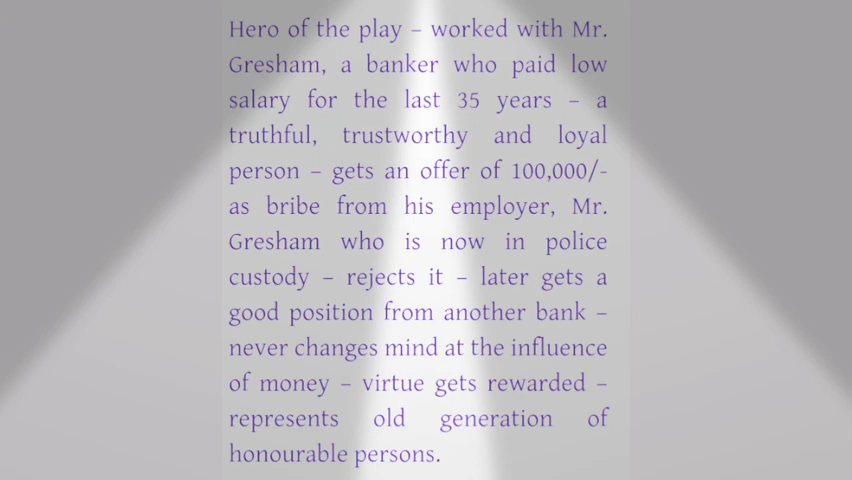 Hero of the play – worked with Mr.
Gresham, a banker who paid low
salary for the last 35 years – a
truthful, trustworthy and loyal
person – gets an offer of 100,000/-
as bribe from his employer, Mr.
Gresham who is now in police
custody – rejects it – later gets a
good position from another bank –
never changes mind at the influence
of money – virtue gets rewarded –
represents old generation of
honourable persons.